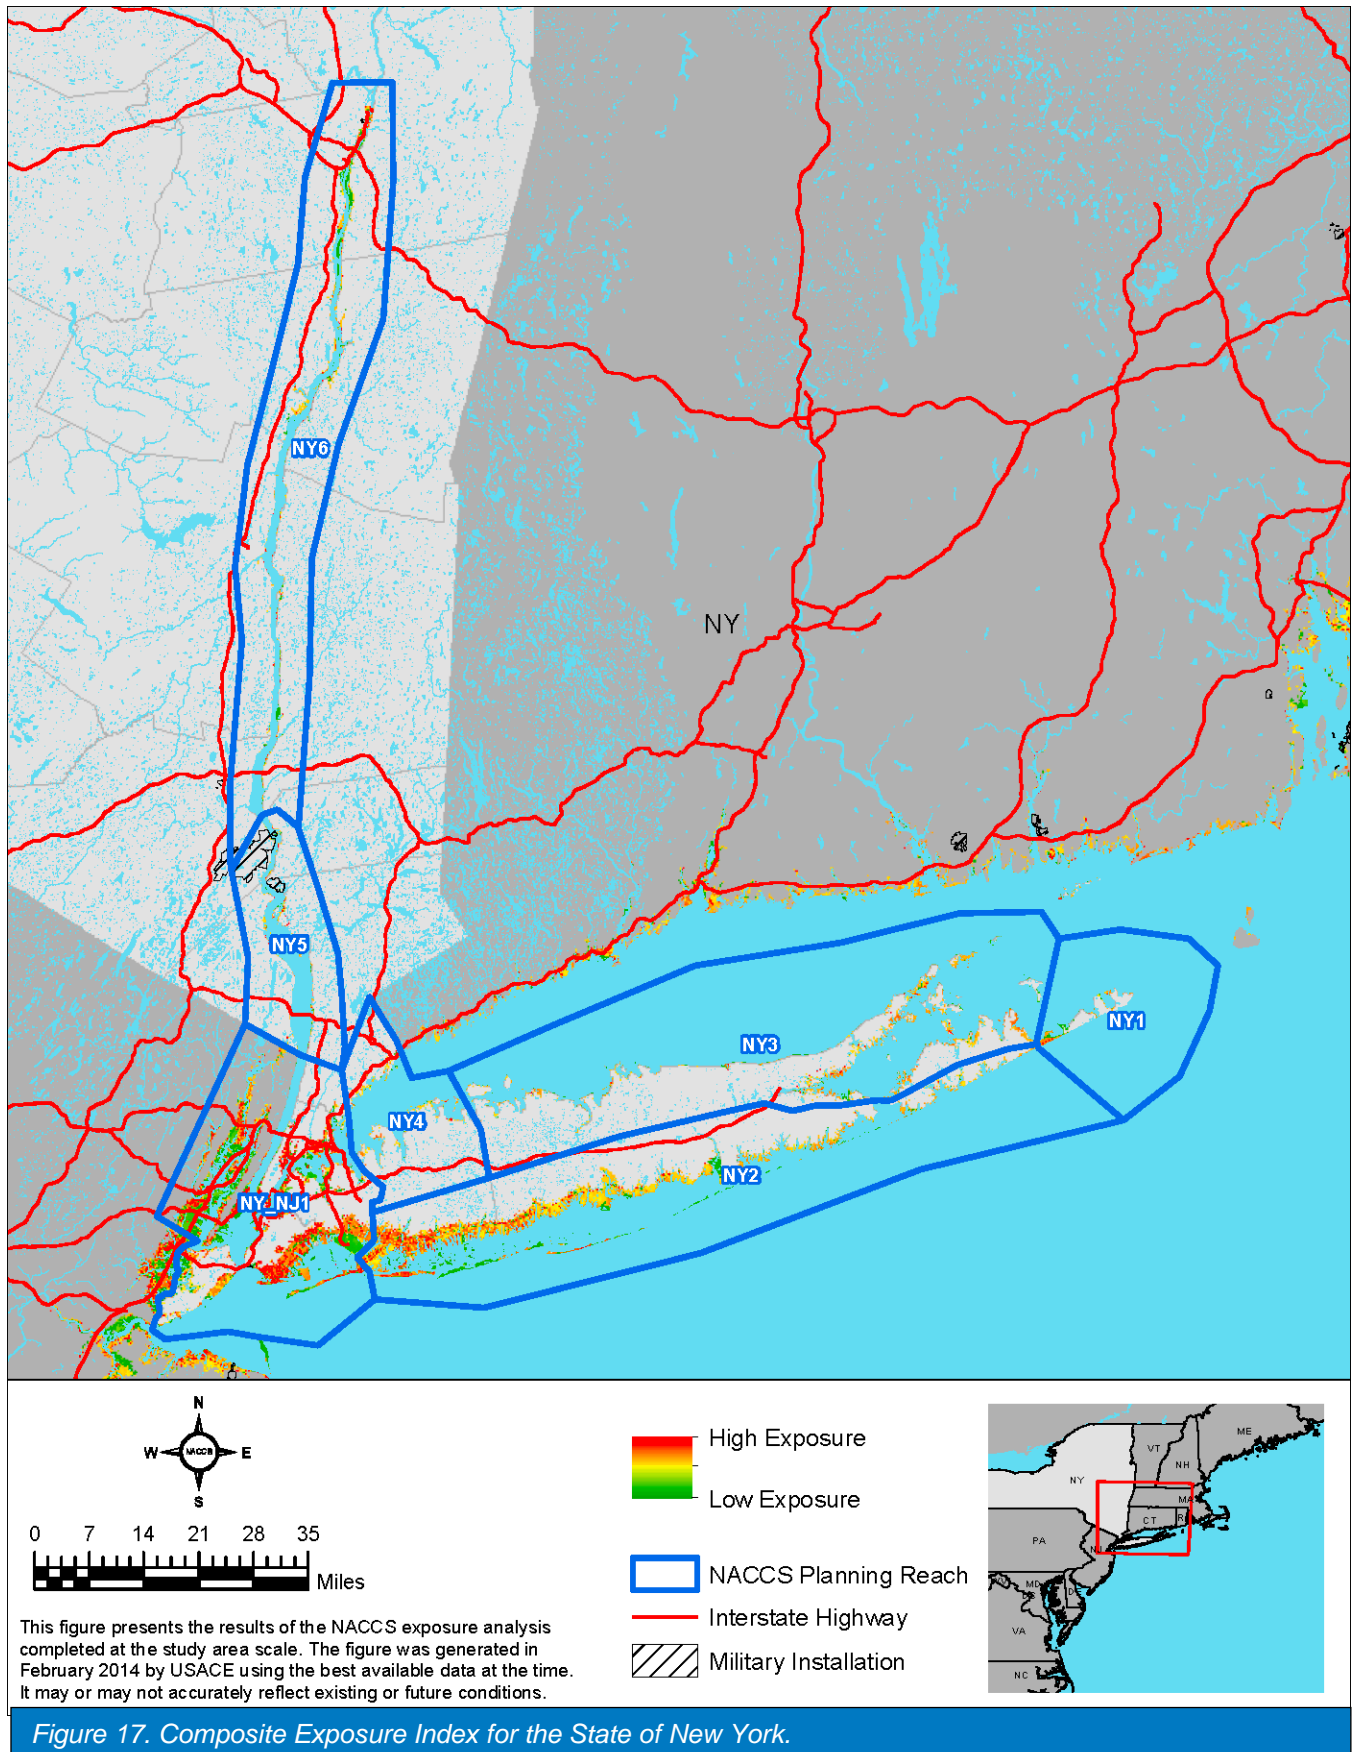 NY6
NY
NY5
NY1
NY3
NY4
NY2
NY_NJ1
N
W NACCS E
S
0 7 14 21 28 35
Miles
This figure presents the results of the NACCS exposure analysis
completed at the study area scale. The figure was generated in
February 2014 by USACE using the best available data at the time.
It may or may not accurately reflect existing or future conditions.
High Exposure
Low Exposure
NACCS Planning Reach
Interstate Highway
Military Installation
ME
VT
NH
NY
MA
CT
PA
NJ
MD
DE
VA
NC
Figure 17. Composite Exposure Index for the State of New York.